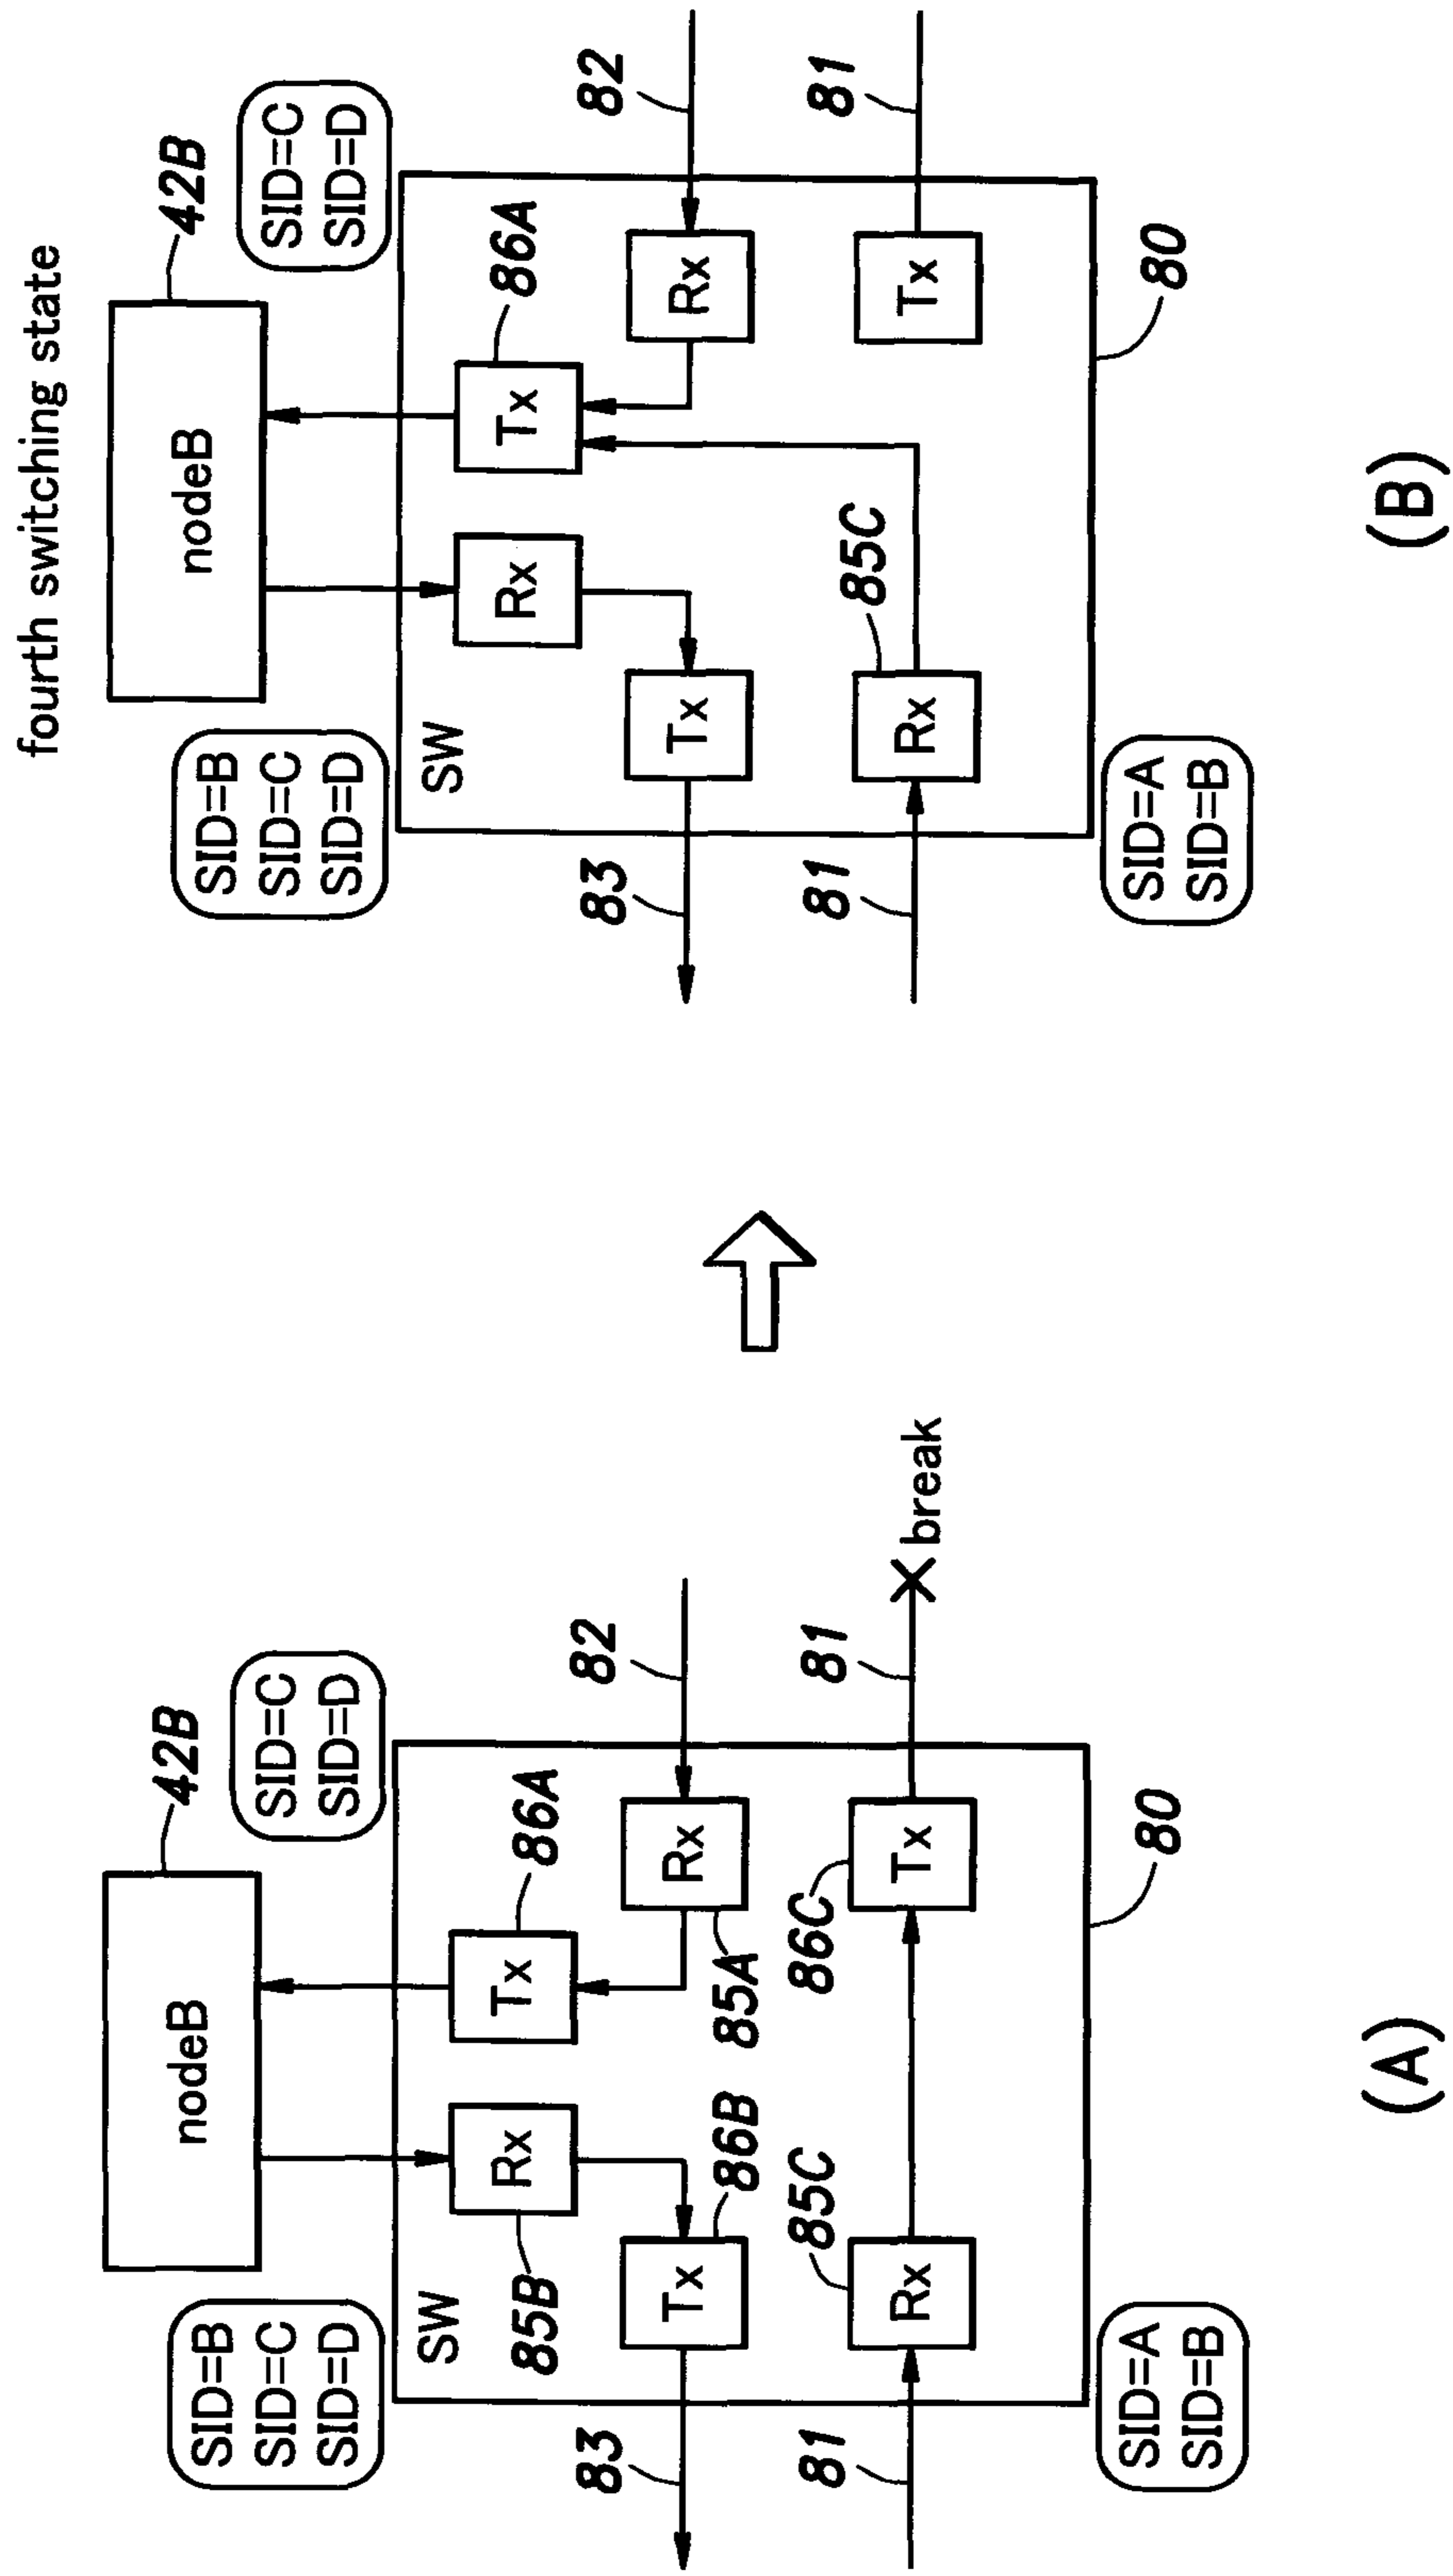 fourth switching state
42B
nodeB
SID=B
SID=C
SID=D
SID=C
SID=D
SW
85B
Rx
Tx
86A
83
Tx
86B
Rx
85A
82
81
85C
Rx
86C
Tx
81
break
SID=A
SID=B
80
(A)
42B
nodeB
SID=B
SID=C
SID=D
SID=C
SID=D
SW
Rx
Tx
86A
83
Tx
Rx
82
81
85C
Rx
Tx
81
SID=A
SID=B
80
(B)